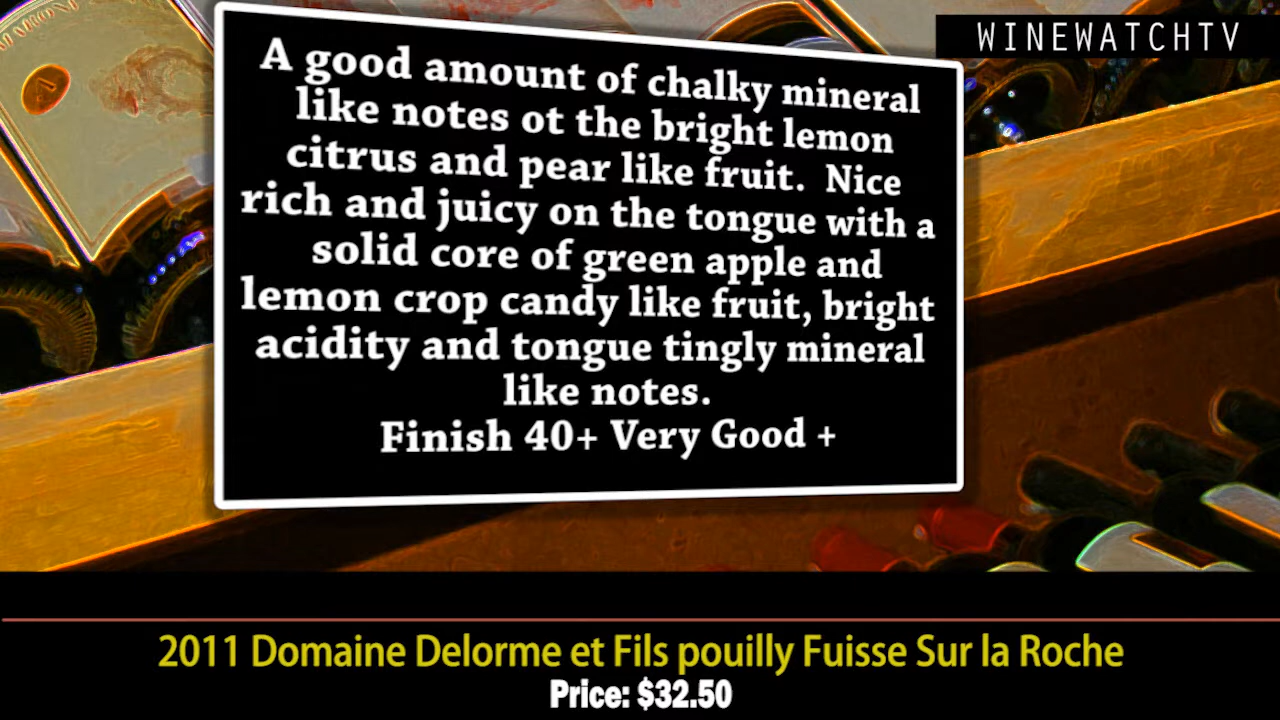 WINEWATCHTV
A good amount of chalky mineral
like notes ot the bright lemon
citrus and pear like fruit. Nice
rich and juicy on the tongue with a
solid core of green apple and
lemon crop candy like fruit, bright
acidity and tongue tingly mineral
like notes.
Finish 40+ Very Good +
2011 Domaine Delorme et Fils pouilly Fuisse Sur la Roche
Price: $32.50